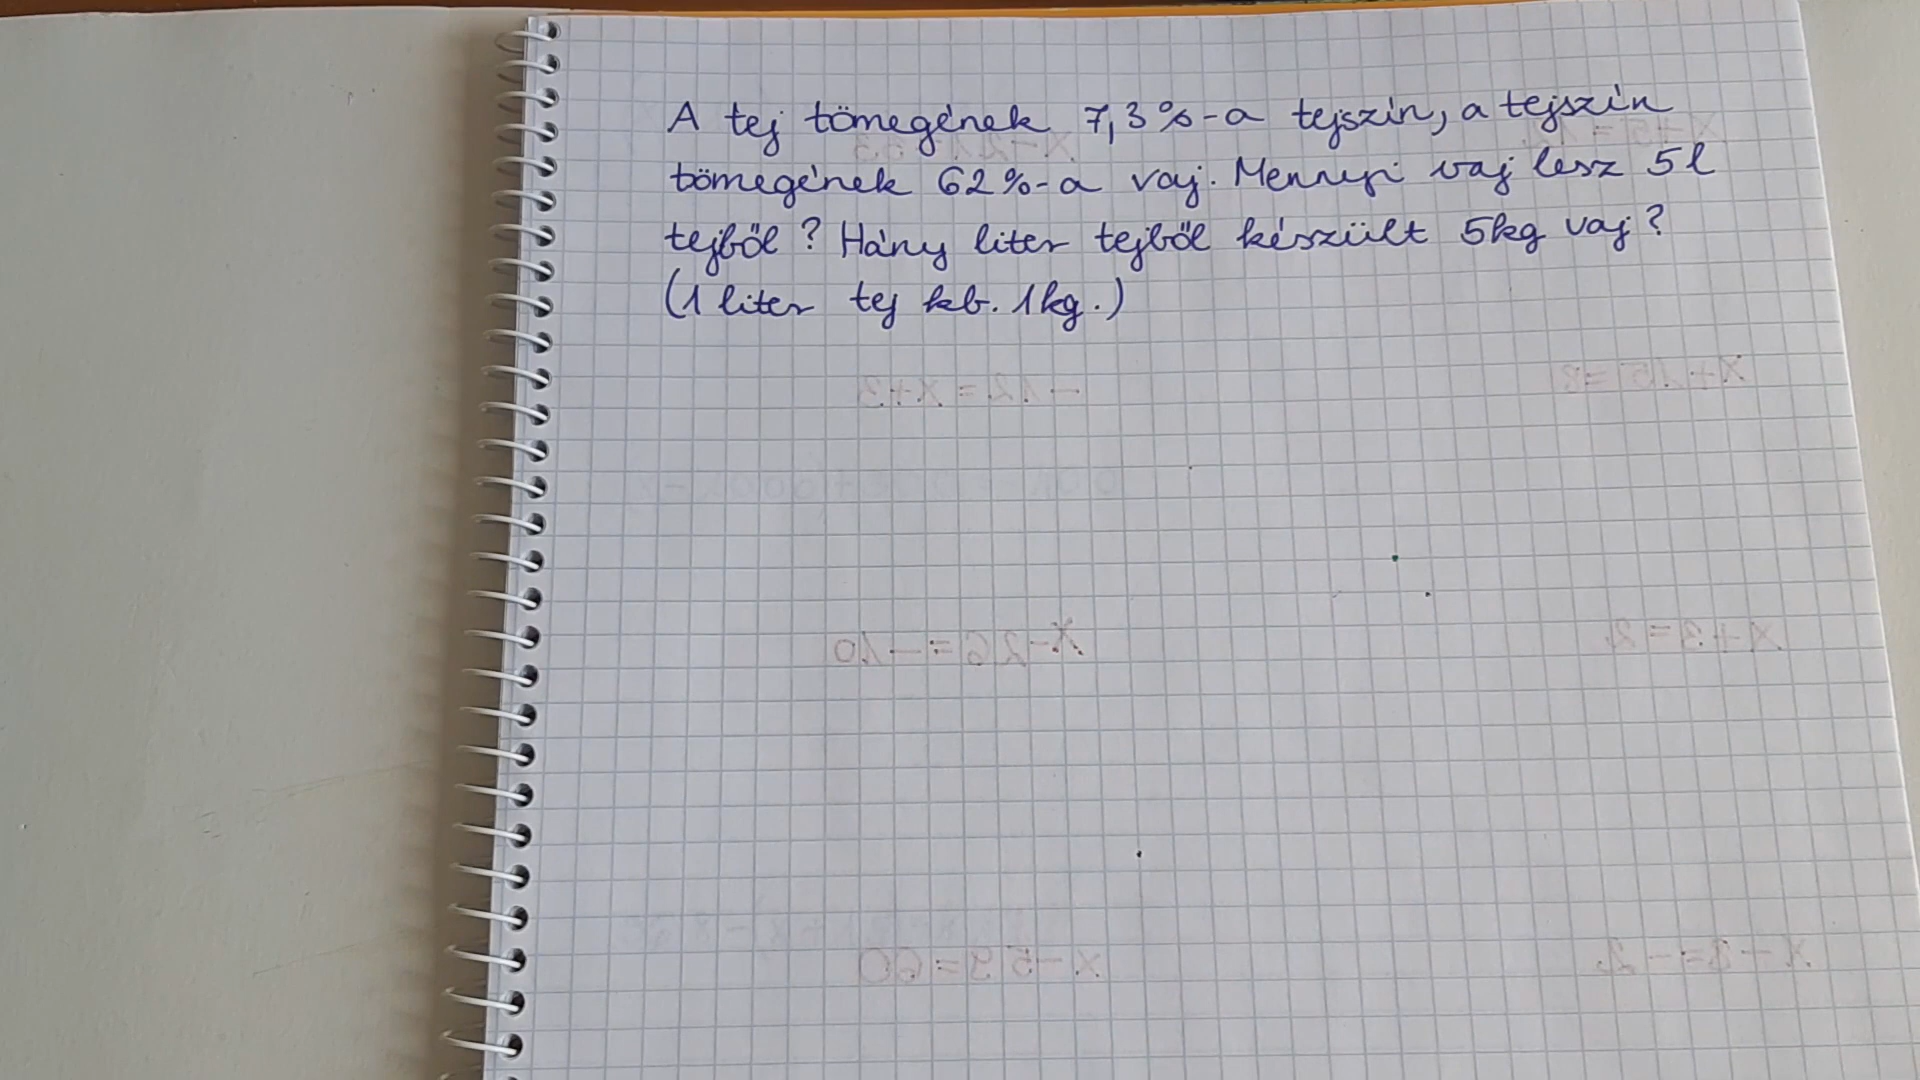 A tej tömegének 7,3%-a tejszín, a tejszín
tömegének 62%-a vaj. Mennyi vaj lesz 5l
tejből? Hány liter tejből készült 5kg vaj?
(1 liter tej kb. 1kg.)